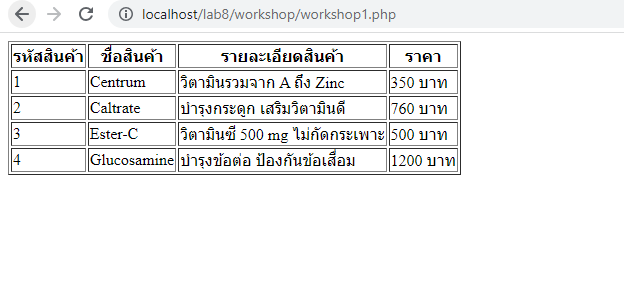 localhost/lab8/workshop/workshop1.php
รหัสสินค้า ชื่อสินค้า รายละเอียดสินค้า ราคา
1 Centrum วิตามินรวมจาก A ถึง Zinc 350 บาท
2 Caltrate บำรุงกระดูก เสริมวิตามินดี 760 บาท
3 Ester-C วิตามินซี 500 mg ไม่กัดกระเพาะ 500 บาท
4 Glucosamine บำรุงข้อต่อ ป้องกันข้อเสื่อม 1200 บาท